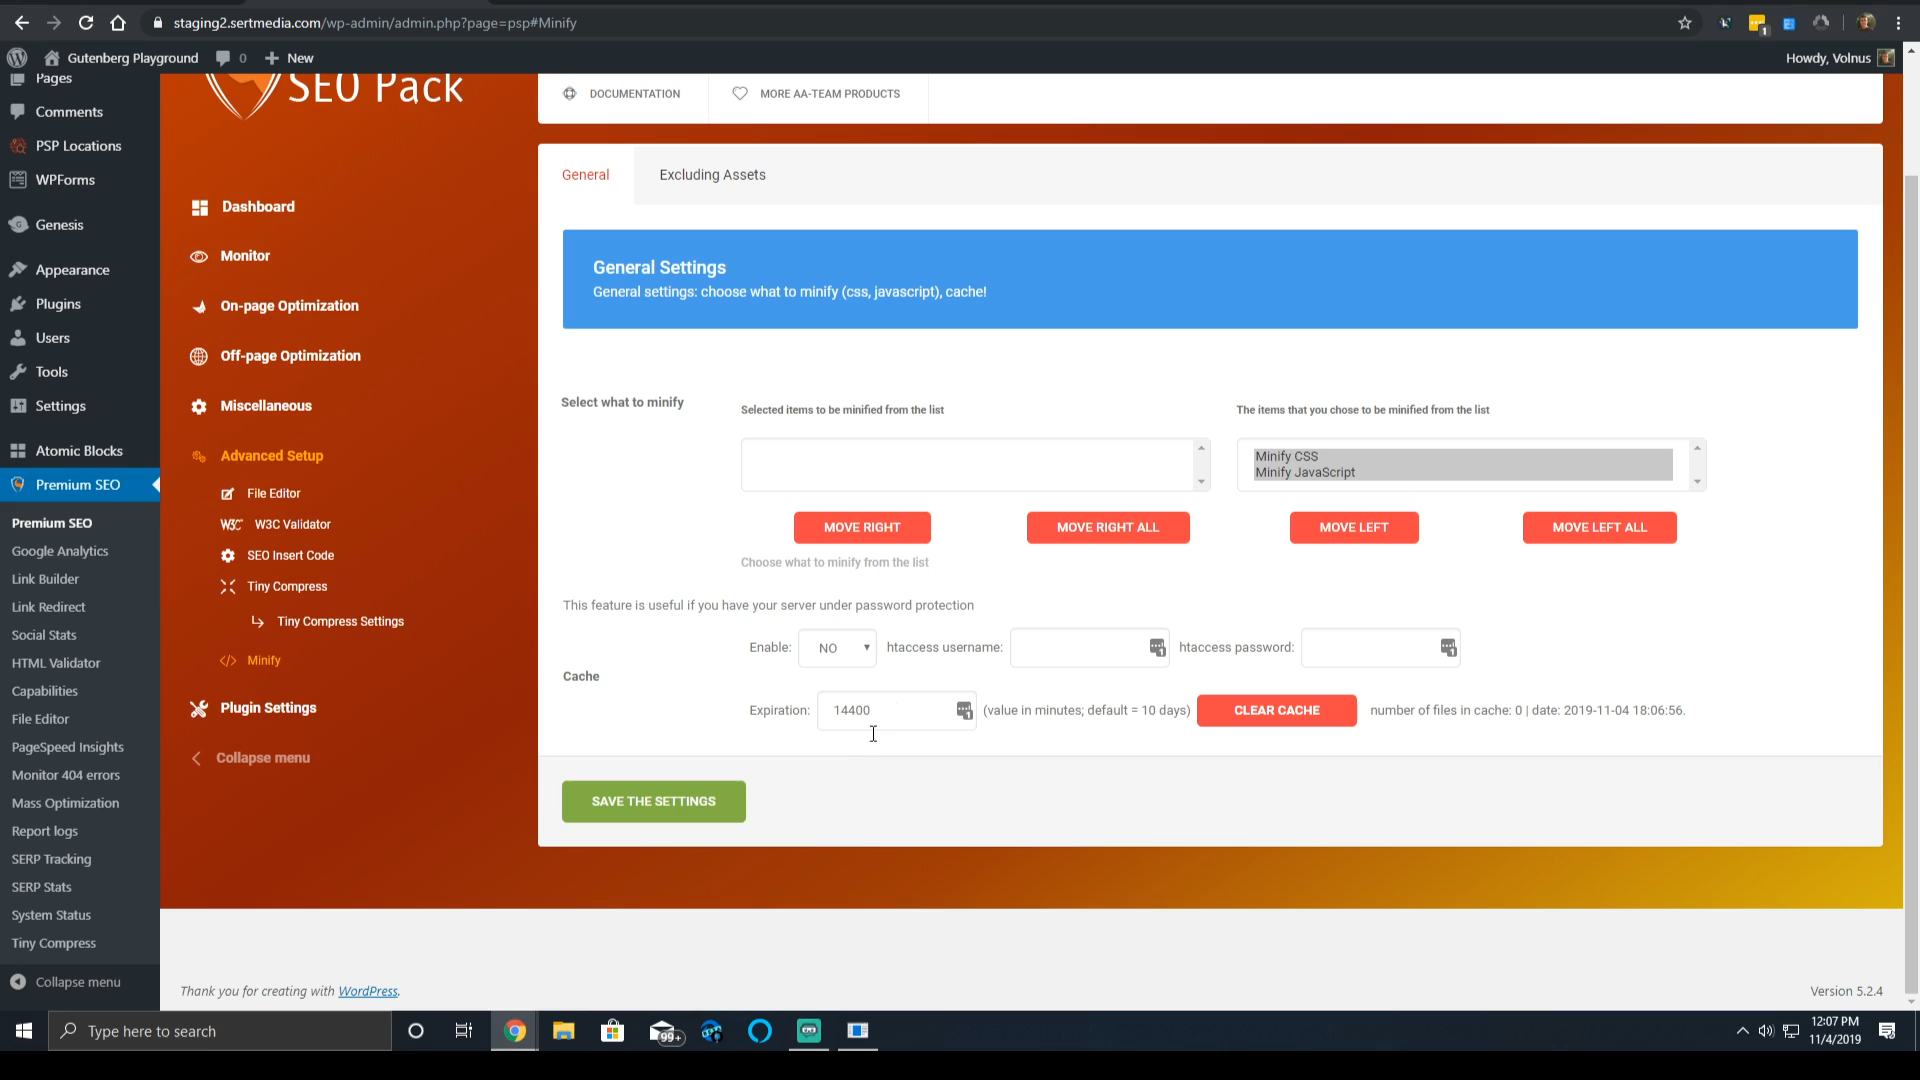 staging2.sertmedia.com/wp-admin/admin.php?page=psp#Minify
1
Gutenberg Playground 0 New Howdy, Volnus
Pages
Comments
PSP Locations
WPForms
Genesis
Appearance
Plugins
Users
Tools
Settings
Atomic Blocks
Premium SEO
Premium SEO
Google Analytics
Link Builder
Link Redirect
Social Stats
HTML Validator
Capabilities
File Editor
PageSpeed Insights
Monitor 404 errors
Mass Optimization
Report logs
SERP Tracking
SERP Stats
System Status
Tiny Compress
Collapse menu
SEO Pack
Dashboard
Monitor
On-page Optimization
Off-page Optimization
Miscellaneous
Advanced Setup
File Editor
W3C W3C Validator
SEO Insert Code
Tiny Compress
Tiny Compress Settings
Minify
Plugin Settings
Collapse menu
DOCUMENTATION MORE AA-TEAM PRODUCTS
General Excluding Assets
General Settings
General settings: choose what to minify (css, javascript), cache!
Select what to minify
Selected items to be minified from the list The items that you chose to be minified from the list
Minify CSS
Minify JavaScript
MOVE RIGHT MOVE RIGHT ALL MOVE LEFT MOVE LEFT ALL
Choose what to minify from the list
This feature is useful if you have your server under password protection
Enable: NO htaccess username: 1 htaccess password: 1
Cache
Expiration: 14400 1 (value in minutes; default = 10 days) CLEAR CACHE number of files in cache: 0 | date: 2019-11-04 18:06:56.
SAVE THE SETTINGS
Thank you for creating with WordPress. Version 5.2.4
Type here to search 99+ 12:07 PM
11/4/2019